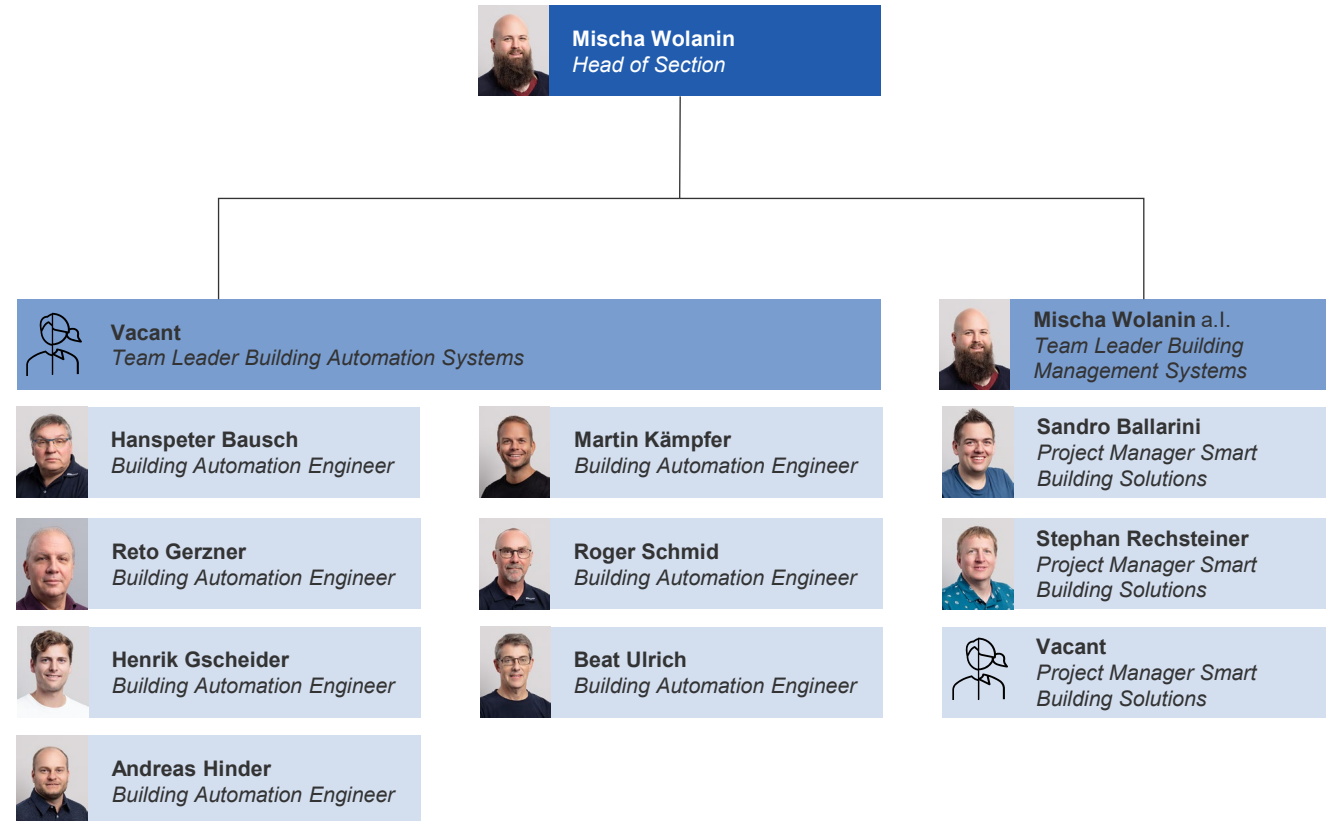 Mischa Wolanin
Head of Section
Vacant
Team Leader Building Automation Systems
Mischa Wolanin a.I.
Team Leader Building
Management Systems
Hanspeter Bausch
Building Automation Engineer
Martin Kämpfer
Building Automation Engineer
Sandro Ballarini
Project Manager Smart
Building Solutions
Reto Gerzner
Building Automation Engineer
Roger Schmid
Building Automation Engineer
Stephan Rechsteiner
Project Manager Smart
Building Solutions
Henrik Gscheider
Building Automation Engineer
Beat Ulrich
Building Automation Engineer
Vacant
Project Manager Smart
Building Solutions
Andreas Hinder
Building Automation Engineer